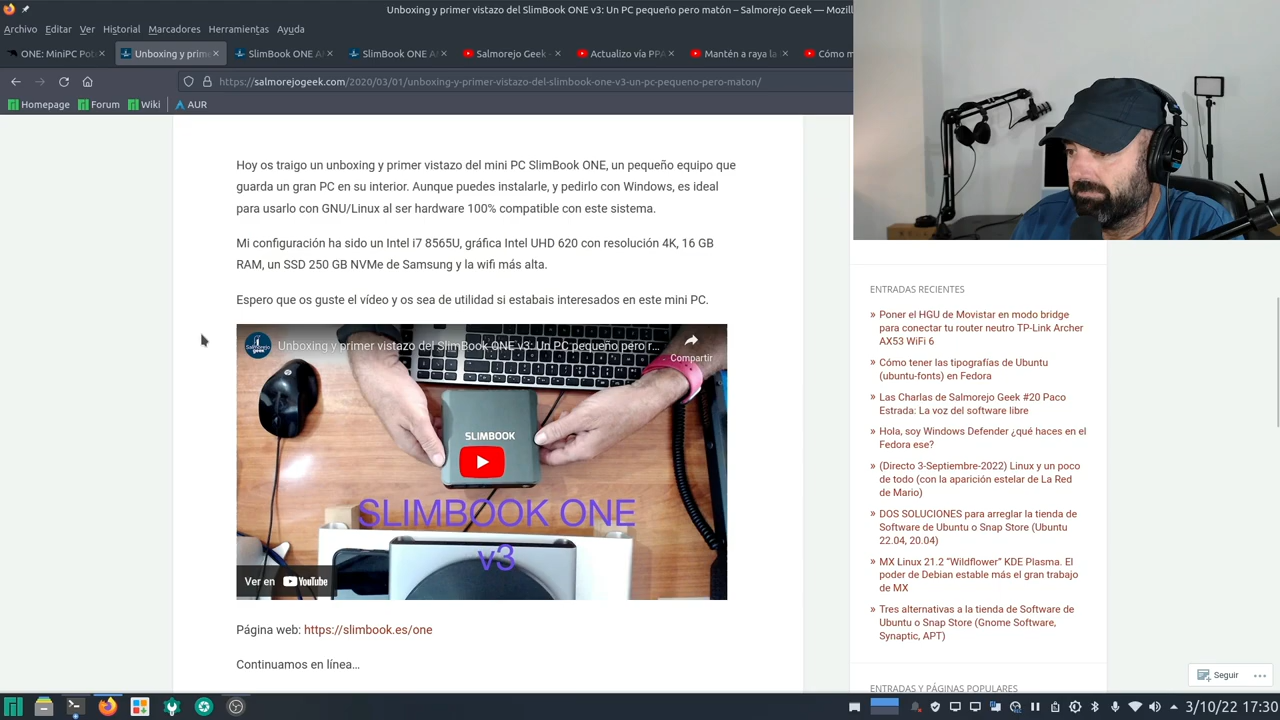 Unboxing y primer vistazo del SlimBook ONE v3: Un PC pequeño pero matón – Salmorejo Geek — Mozil
Archivo Editar Ver Historial Marcadores Herramientas Ayuda
ONE: MiniPC Pot
Unboxing y prim
SlimBook ONE A
SlimBook ONE A
Salmorejo Geek -
Actualizo vía PPA
Mantén a raya la
Cómo m
https://salmorejogeek.com/2020/03/01/unboxing-y-primer-vistazo-del-slimbook-one-v3-un-pc-pequeno-pero-maton/
Homepage Forum Wiki AUR
Hoy os traigo un unboxing y primer vistazo del mini PC SlimBook ONE, un pequeño equipo que
guarda un gran PC en su interior. Aunque puedes instalarle, y pedirlo con Windows, es ideal
para usarlo con GNU/Linux al ser hardware 100% compatible con este sistema.
Mi configuración ha sido un Intel i7 8565U, gráfica Intel UHD 620 con resolución 4K, 16 GB
RAM, un SSD 250 GB NVMe de Samsung y la wifi más alta.
Espero que os guste el vídeo y os sea de utilidad si estabais interesados en este mini PC.
Salmorejo
geek
Unboxing y primer vistazo del SlimBook ONE v3: Un PC pequeño pero r...
Compartir
SLIMBOOK
SLIMBOOK ONE
v3
Ver en YouTube
Página web: https://slimbook.es/one
Continuamos en línea…
ENTRADAS RECIENTES
» Poner el HGU de Movistar en modo bridge
para conectar tu router neutro TP-Link Archer
AX53 WiFi 6
» Cómo tener las tipografías de Ubuntu
(ubuntu-fonts) en Fedora
» Las Charlas de Salmorejo Geek #20 Paco
Estrada: La voz del software libre
» Hola, soy Windows Defender ¿qué haces en el
Fedora ese?
» (Directo 3-Septiembre-2022) Linux y un poco
de todo (con la aparición estelar de La Red
de Mario)
» DOS SOLUCIONES para arreglar la tienda de
Software de Ubuntu o Snap Store (Ubuntu
22.04, 20.04)
» MX Linux 21.2 “Wildflower” KDE Plasma. El
poder de Debian estable más el gran trabajo
de MX
» Tres alternativas a la tienda de Software de
Ubuntu o Snap Store (Gnome Software,
Synaptic, APT)
Seguir
ENTRADAS Y PÁGINAS POPULARES
3/10/22 17:30